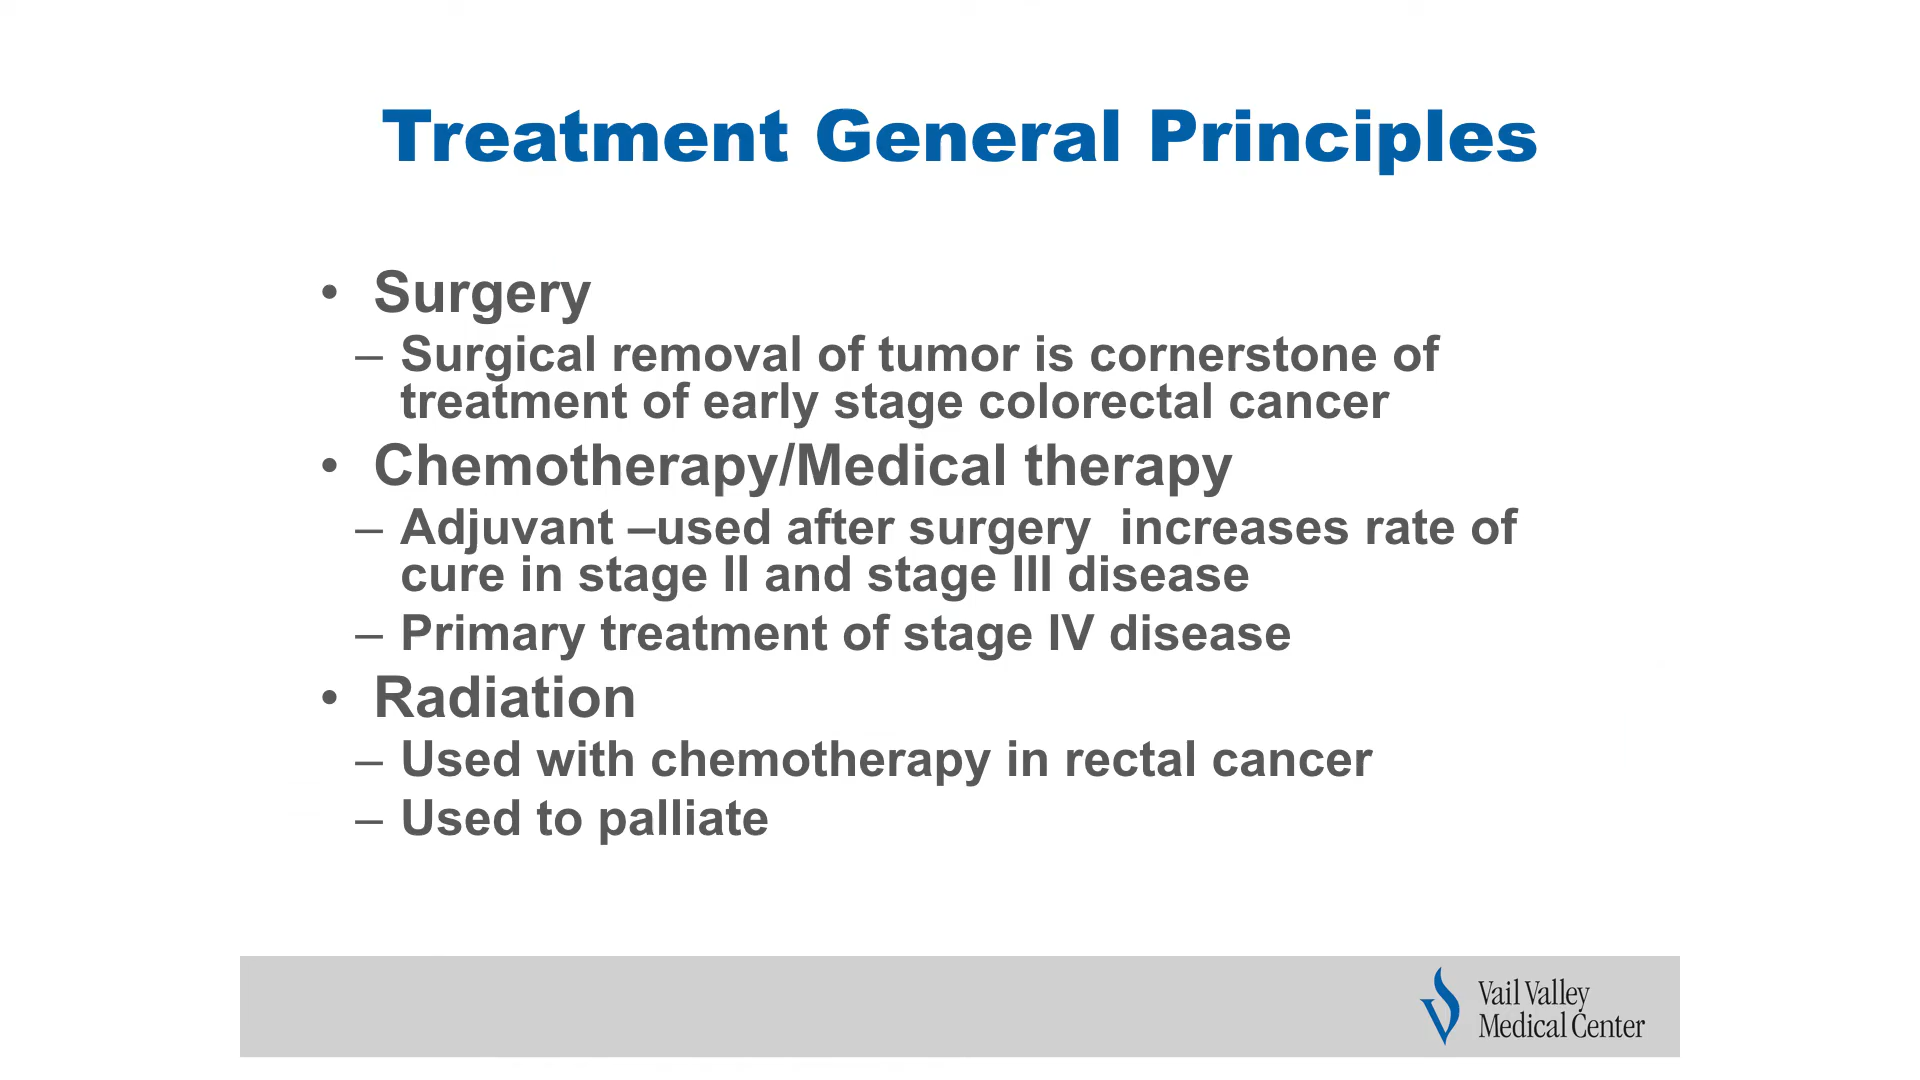 Treatment General Principles
• Surgery
– Surgical removal of tumor is cornerstone of
treatment of early stage colorectal cancer
• Chemotherapy/Medical therapy
– Adjuvant –used after surgery  increases rate of
cure in stage II and stage III disease
– Primary treatment of stage IV disease
• Radiation
– Used with chemotherapy in rectal cancer
– Used to palliate
Vail Valley
Medical Center